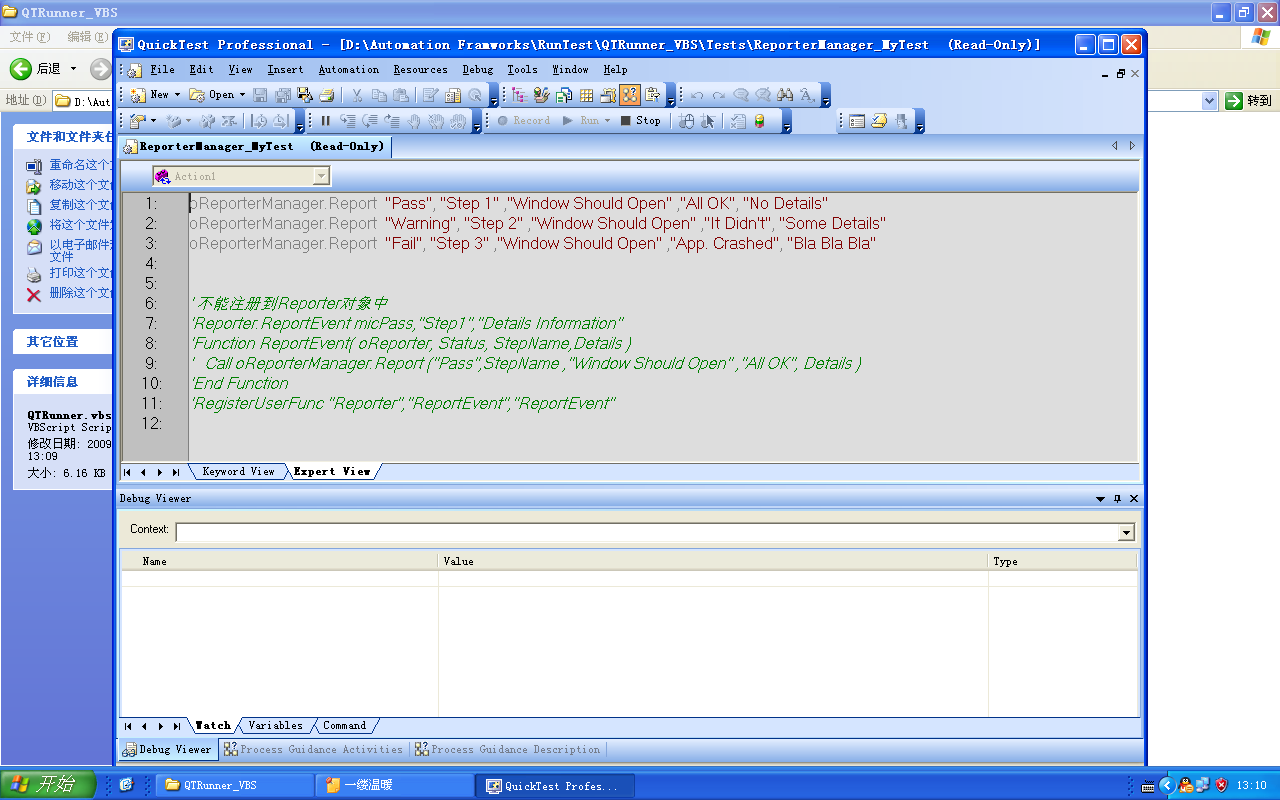 QTRunner_VBS
文件(F) 编辑(E)
后退
地址(D) D:\Aut
转到
文件和文件夹任
重命名这个文
移动这个文件
复制这个文件
将这个文件发
以电子邮件形
文件
打印这个文件
删除这个文件
其它位置
详细信息
QTRunner.vbs
VBScript Scrip
修改日期: 2009
13:09
大小: 6.16 KB
QuickTest Professional - [D:\Automation Framworks\RunTest\QTRunner_VBS\Tests\ReporterManager_MyTest (Read-Only)]
File Edit View Insert Automation Resources Debug Tools Window Help
New Open
Record Run Stop
ReporterManager_MyTest (Read-Only)
Action1
1: oReporterManager.Report "Pass", "Step 1" ,"Window Should Open" ,"All OK", "No Details"
2: oReporterManager.Report "Warning", "Step 2" ,"Window Should Open" ,"It Didn't", "Some Details"
3: oReporterManager.Report "Fail", "Step 3" ,"Window Should Open" ,"App. Crashed", "Bla Bla Bla"
4:
5:
6: ' 不能注册到Reporter对象中
7: 'Reporter.ReportEvent micPass,"Step1","Details Information"
8: 'Function ReportEvent( oReporter, Status, StepName,Details )
9: ' Call oReporterManager.Report ("Pass",StepName ,"Window Should Open" ,"All OK", Details )
10: 'End Function
11: 'RegisterUserFunc "Reporter","ReportEvent","ReportEvent"
12:
Keyword View Expert View
Debug Viewer
Context:
Name Value Type
Watch Variables Command
Debug Viewer Process Guidance Activities Process Guidance Description
开始 QTRunner_VBS 一缕温暖 QuickTest Profes... 13:10